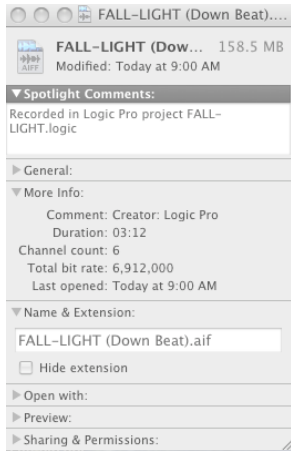 FALL-LIGHT (Down Beat)....
FALL-LIGHT (Dow... 158.5 MB
AIFF
Modified: Today at 9:00 AM
Spotlight Comments:
Recorded in Logic Pro project FALL-
LIGHT.logic
General:
More Info:
Comment: Creator: Logic Pro
Duration: 03:12
Channel count: 6
Total bit rate: 6,912,000
Last opened: Today at 9:00 AM
Name & Extension:
FALL-LIGHT (Down Beat).aif
Hide extension
Open with:
Preview:
Sharing & Permissions: